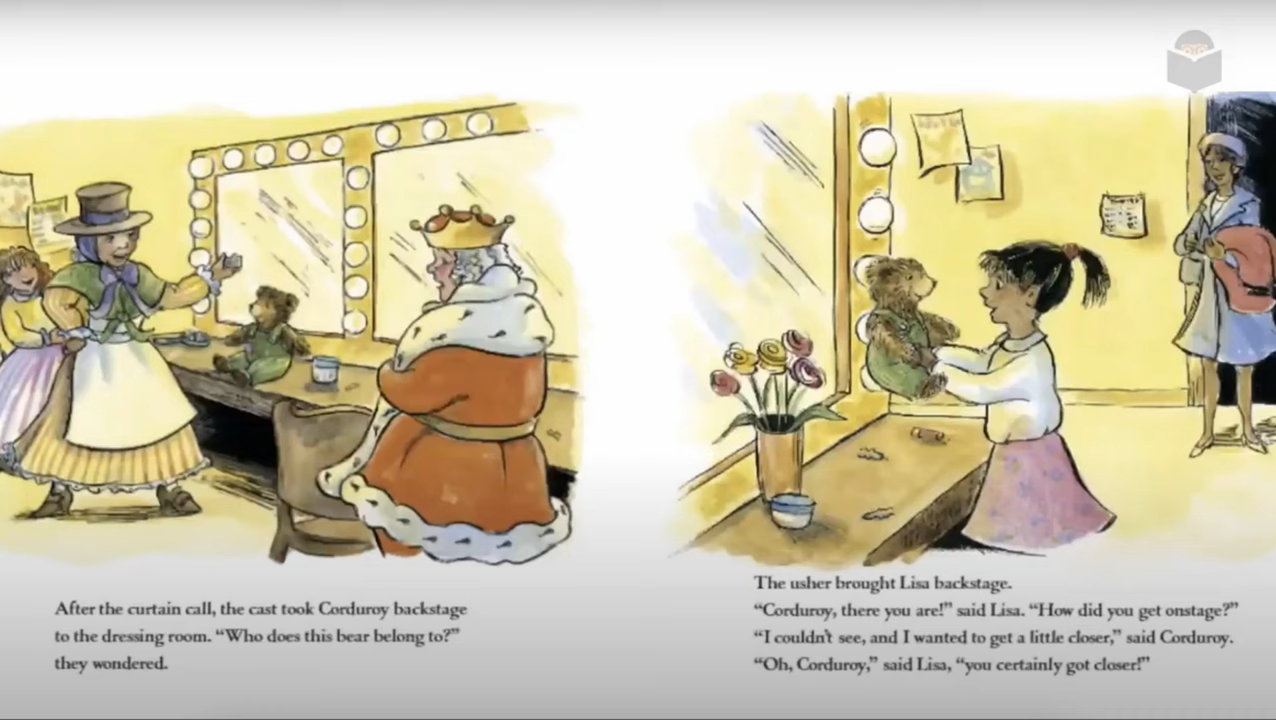 After the curtain call, the cast took Corduroy backstage
to the dressing room. “Who does this bear belong to?”
they wondered.
The usher brought Lisa backstage.
“Corduroy, there you are!” said Lisa. “How did you get onstage?”
“I couldn’t see, and I wanted to get a little closer,” said Corduroy.
“Oh, Corduroy,” said Lisa, “you certainly got closer!”